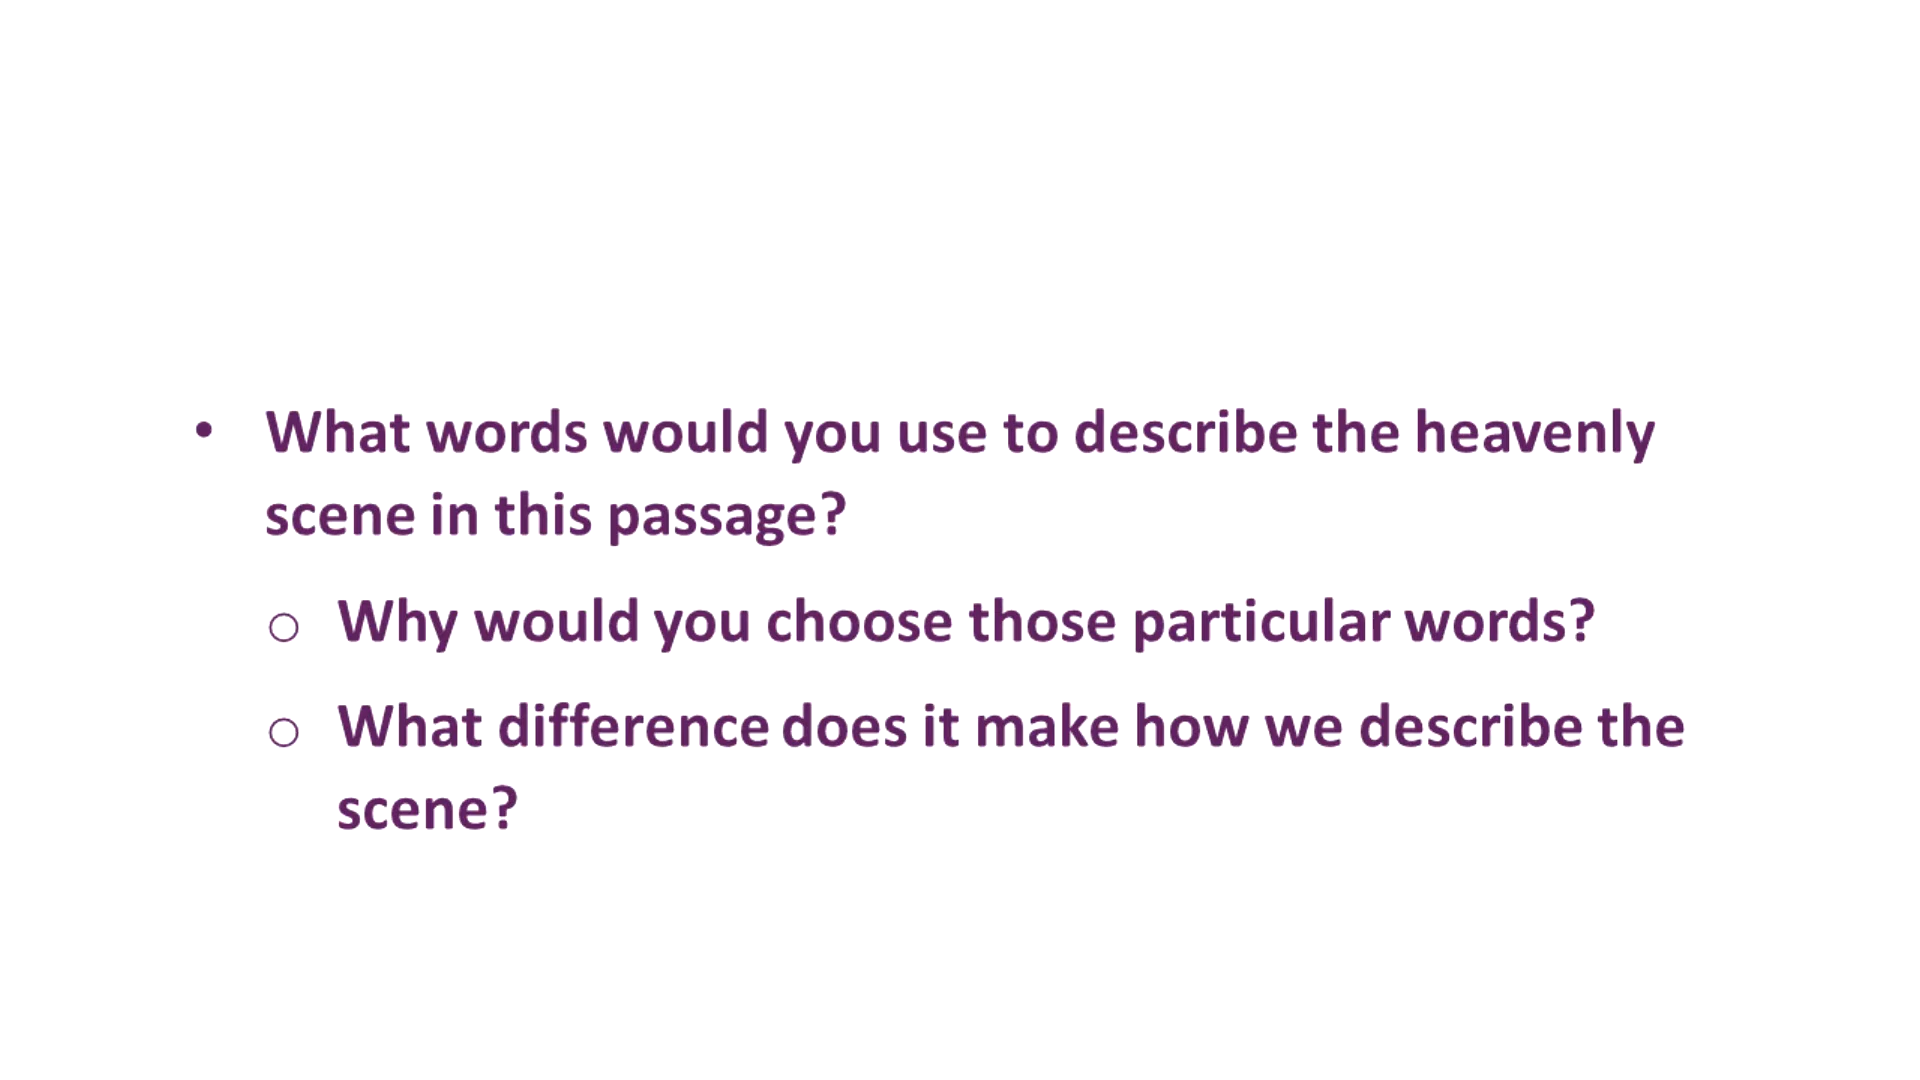 • What words would you use to describe the heavenly
scene in this passage?
o Why would you choose those particular words?
o What difference does it make how we describe the
scene?